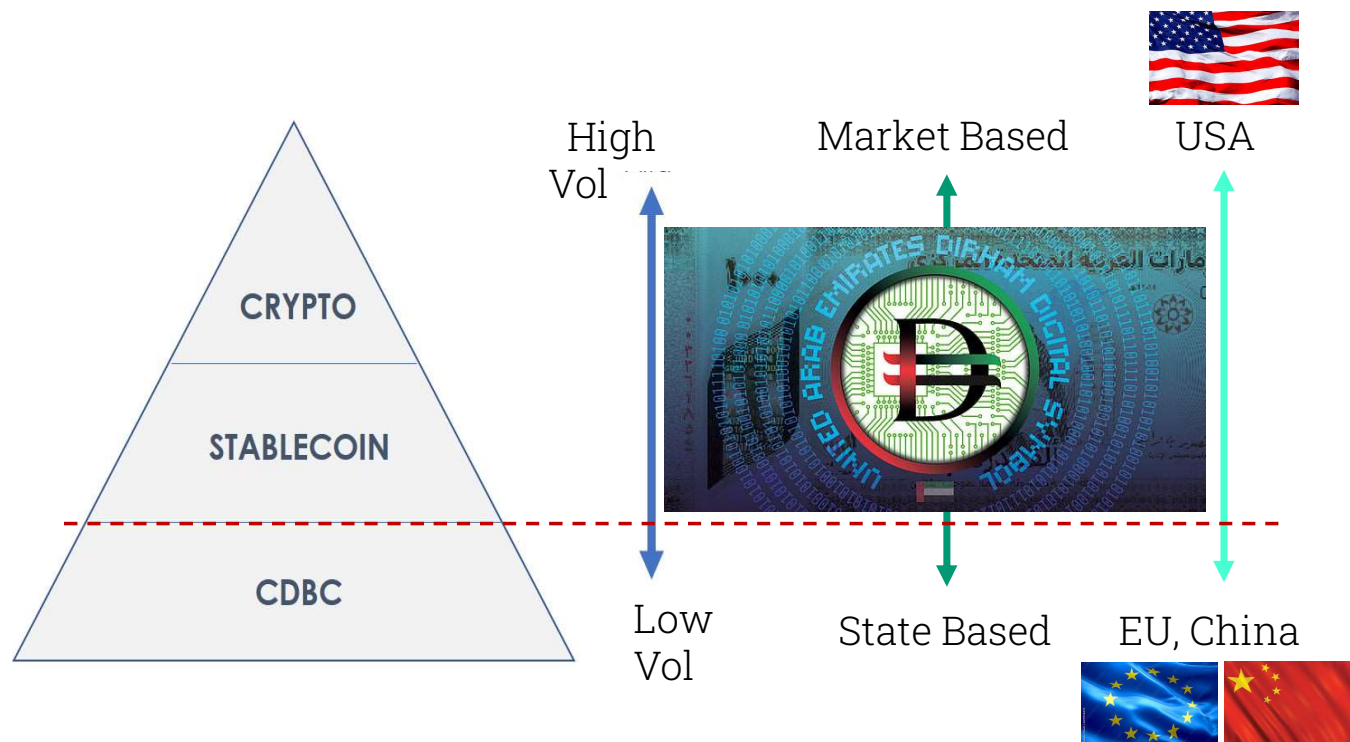 High
Vol
Market Based
USA
CRYPTO
STABLECOIN
CDBC
UNITED ARAB EMIRATES DIRHAM DIGITAL SYMBOL
Low
Vol
State Based
EU, China